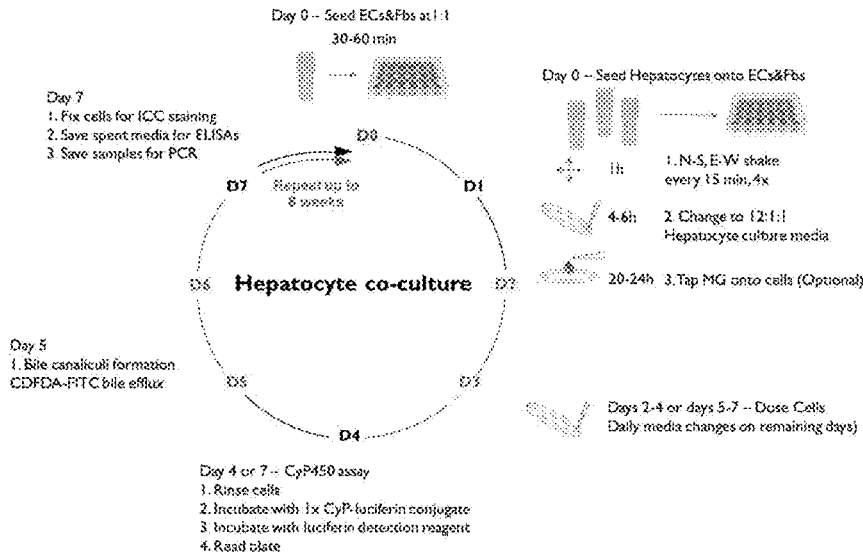 Day 0 -- Seed ECs&Fbs at 1:1
30-60 min
Day 0 -- Seed Hepatocytes onto ECs&Fbs
1h
1. N-S, E-W shake
every 15 min, 4x
4-6h
2. Change to 12:1:1
Hepatocyte culture media
20-24h
3. Tap MG onto cells (Optional)
Day 7
1. Fix cells for ICC staining
2. Save spent media for ELISAs
3. Save samples for PCR
D0
D1
D2
D3
D4
D5
D6
D7
Repeat up to
8 weeks
Hepatocyte co-culture
Day 5
1. Bile canaliculi formation
CDFDA-FITC bile efflux
Days 2-4 or days 5-7 -- Dose Cells
Daily media changes on remaining days)
Day 4 or 7 -- CyP450 assay
1. Rinse cells
2. Incubate with 1x CyP-luciferin conjugate
3. Incubate with luciferin detection reagent
4. Read plate